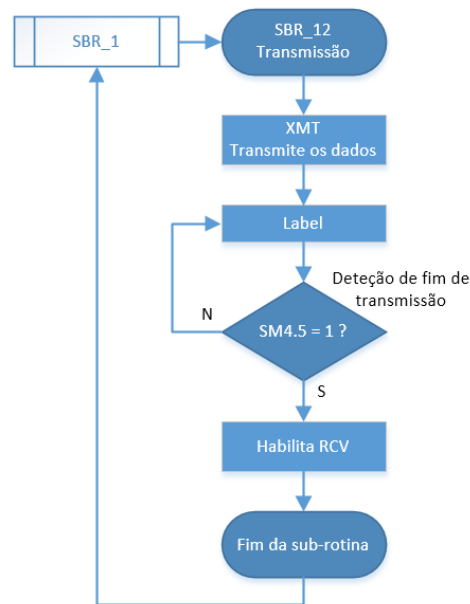 SBR_1
SBR_12
Transmissão
XMT
Transmite os dados
Label
Deteção de fim de
transmissão
N
SM4.5 = 1 ?
S
Habilita RCV
Fim da sub-rotina